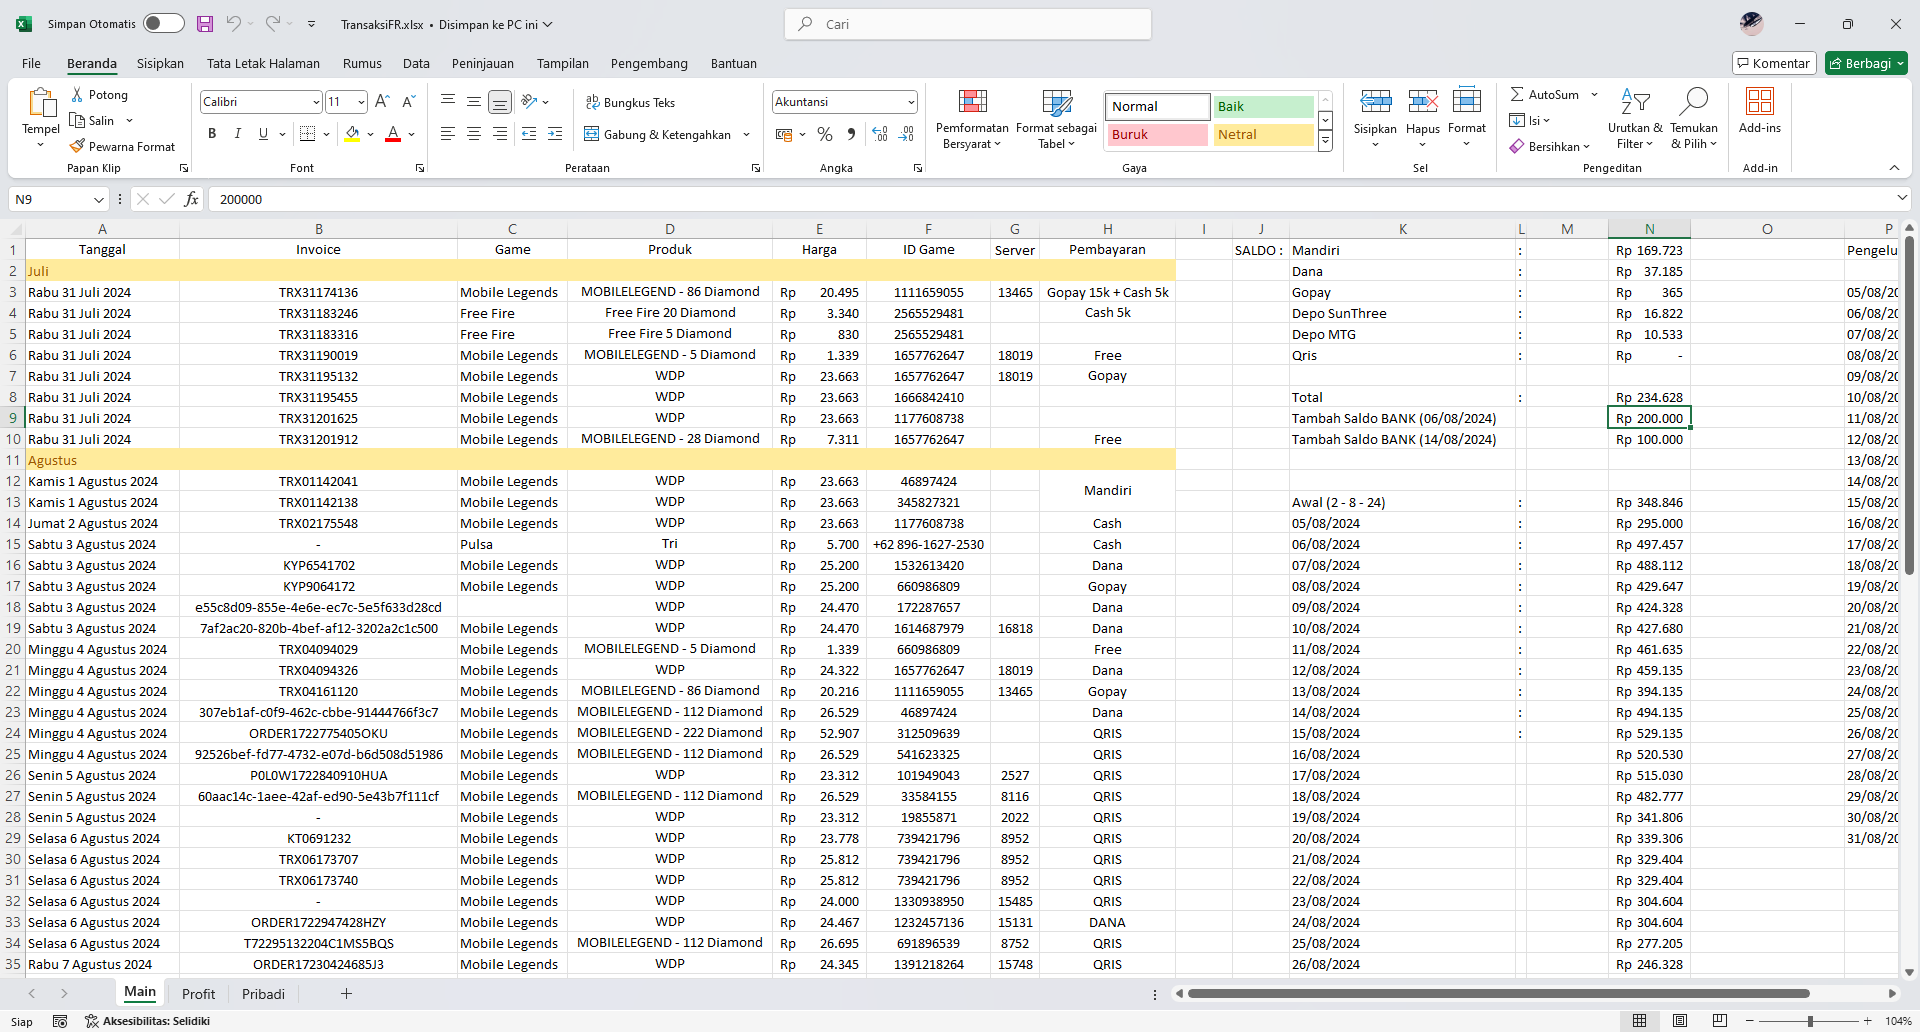 Simpan Otomatis TransaksiFR.xlsx • Disimpan ke PC ini Cari
File Beranda Sisipkan Tata Letak Halaman Rumus Data Peninjauan Tampilan Pengembang Bantuan Komentar Berbagi
Tempel Potong Salin Pewarna Format Papan Klip
Calibri 11 B I U Font
Bungkus Teks Gabung & Ketengahkan Perataan
Akuntansi Angka
Pemformatan Bersyarat Format sebagai Tabel Normal Baik Buruk Netral Gaya
Sisipkan Hapus Format Sel
AutoSum Isi Bersihkan Urutkan & Filter Temukan & Pilih Pengeditan
Add-ins Add-in
N9 fx 200000
A B C D E F G H I J K L M N O P
1 Tanggal Invoice Game Produk Harga ID Game Server Pembayaran SALDO : Mandiri : Rp 169.723 Pengelu
2 Juli Dana : Rp 37.185
3 Rabu 31 Juli 2024 TRX31174136 Mobile Legends MOBILELEGEND - 86 Diamond Rp 20.495 1111659055 13465 Gopay 15k + Cash 5k Gopay : Rp 365 05/08/20
4 Rabu 31 Juli 2024 TRX31183246 Free Fire Free Fire 20 Diamond Rp 3.340 2565529481 Cash 5k Depo SunThree : Rp 16.822 06/08/20
5 Rabu 31 Juli 2024 TRX31183316 Free Fire Free Fire 5 Diamond Rp 830 2565529481 Depo MTG : Rp 10.533 07/08/20
6 Rabu 31 Juli 2024 TRX31190019 Mobile Legends MOBILELEGEND - 5 Diamond Rp 1.339 1657762647 18019 Free Qris : Rp - 08/08/20
7 Rabu 31 Juli 2024 TRX31195132 Mobile Legends WDP Rp 23.663 1657762647 18019 Gopay 09/08/20
8 Rabu 31 Juli 2024 TRX31195455 Mobile Legends WDP Rp 23.663 1666842410 Total : Rp 234.628 10/08/20
9 Rabu 31 Juli 2024 TRX31201625 Mobile Legends WDP Rp 23.663 1177608738 Tambah Saldo BANK (06/08/2024) Rp 200.000 11/08/20
10 Rabu 31 Juli 2024 TRX31201912 Mobile Legends MOBILELEGEND - 28 Diamond Rp 7.311 1657762647 Free Tambah Saldo BANK (14/08/2024) Rp 100.000 12/08/20
11 Agustus 13/08/20
12 Kamis 1 Agustus 2024 TRX01142041 Mobile Legends WDP Rp 23.663 46897424 Mandiri 14/08/20
13 Kamis 1 Agustus 2024 TRX01142138 Mobile Legends WDP Rp 23.663 345827321 Awal (2 - 8 - 24) : Rp 348.846 15/08/20
14 Jumat 2 Agustus 2024 TRX02175548 Mobile Legends WDP Rp 23.663 1177608738 Cash 05/08/2024 : Rp 295.000 16/08/20
15 Sabtu 3 Agustus 2024 - Pulsa Tri Rp 5.700 +62 896-1627-2530 Cash 06/08/2024 : Rp 497.457 17/08/20
16 Sabtu 3 Agustus 2024 KYP6541702 Mobile Legends WDP Rp 25.200 1532613420 Dana 07/08/2024 : Rp 488.112 18/08/20
17 Sabtu 3 Agustus 2024 KYP9064172 Mobile Legends WDP Rp 25.200 660986809 Gopay 08/08/2024 : Rp 429.647 19/08/20
18 Sabtu 3 Agustus 2024 e55c8d09-855e-4e6e-ec7c-5e5f633d28cd WDP Rp 24.470 172287657 Dana 09/08/2024 : Rp 424.328 20/08/20
19 Sabtu 3 Agustus 2024 7af2ac20-820b-4bef-af12-3202a2c1c500 Mobile Legends WDP Rp 24.470 1614687979 16818 Dana 10/08/2024 : Rp 427.680 21/08/20
20 Minggu 4 Agustus 2024 TRX04094029 Mobile Legends MOBILELEGEND - 5 Diamond Rp 1.339 660986809 Free 11/08/2024 : Rp 461.635 22/08/20
21 Minggu 4 Agustus 2024 TRX04094326 Mobile Legends WDP Rp 24.322 1657762647 18019 Dana 12/08/2024 : Rp 459.135 23/08/20
22 Minggu 4 Agustus 2024 TRX04161120 Mobile Legends MOBILELEGEND - 86 Diamond Rp 20.216 1111659055 13465 Gopay 13/08/2024 : Rp 394.135 24/08/20
23 Minggu 4 Agustus 2024 307eb1af-c0f9-462c-cbbe-91444766f3c7 Mobile Legends MOBILELEGEND - 112 Diamond Rp 26.529 46897424 Dana 14/08/2024 : Rp 494.135 25/08/20
24 Minggu 4 Agustus 2024 ORDER1722775405OKU Mobile Legends MOBILELEGEND - 222 Diamond Rp 52.907 312509639 QRIS 15/08/2024 : Rp 529.135 26/08/20
25 Minggu 4 Agustus 2024 92526bef-fd77-4732-e07d-b6d508d51986 Mobile Legends MOBILELEGEND - 112 Diamond Rp 26.529 541623325 QRIS 16/08/2024 Rp 520.530 27/08/20
26 Senin 5 Agustus 2024 P0L0W1722840910HUA Mobile Legends WDP Rp 23.312 101949043 2527 QRIS 17/08/2024 Rp 515.030 28/08/20
27 Senin 5 Agustus 2024 60aac14c-1aee-42af-ed90-5e43b7f111cf Mobile Legends MOBILELEGEND - 112 Diamond Rp 26.529 33584155 8116 QRIS 18/08/2024 Rp 482.777 29/08/20
28 Senin 5 Agustus 2024 - Mobile Legends WDP Rp 23.312 19855871 2022 QRIS 19/08/2024 Rp 341.806 30/08/20
29 Selasa 6 Agustus 2024 KT0691232 Mobile Legends WDP Rp 23.778 739421796 8952 QRIS 20/08/2024 Rp 339.306 31/08/20
30 Selasa 6 Agustus 2024 TRX06173707 Mobile Legends WDP Rp 25.812 739421796 8952 QRIS 21/08/2024 Rp 329.404
31 Selasa 6 Agustus 2024 TRX06173740 Mobile Legends WDP Rp 25.812 739421796 8952 QRIS 22/08/2024 Rp 329.404
32 Selasa 6 Agustus 2024 - Mobile Legends WDP Rp 24.000 1330938950 15485 QRIS 23/08/2024 Rp 304.604
33 Selasa 6 Agustus 2024 ORDER1722947428HZY Mobile Legends WDP Rp 24.467 1232457136 15131 DANA 24/08/2024 Rp 304.604
34 Selasa 6 Agustus 2024 T72295132204C1MS5BQS Mobile Legends MOBILELEGEND - 112 Diamond Rp 26.695 691896539 8752 QRIS 25/08/2024 Rp 277.205
35 Rabu 7 Agustus 2024 ORDER17230424685J3 Mobile Legends WDP Rp 24.345 1391218264 15748 QRIS 26/08/2024 Rp 246.328
Main Profit Pribadi
Siap Aksesibilitas: Selidiki 104%